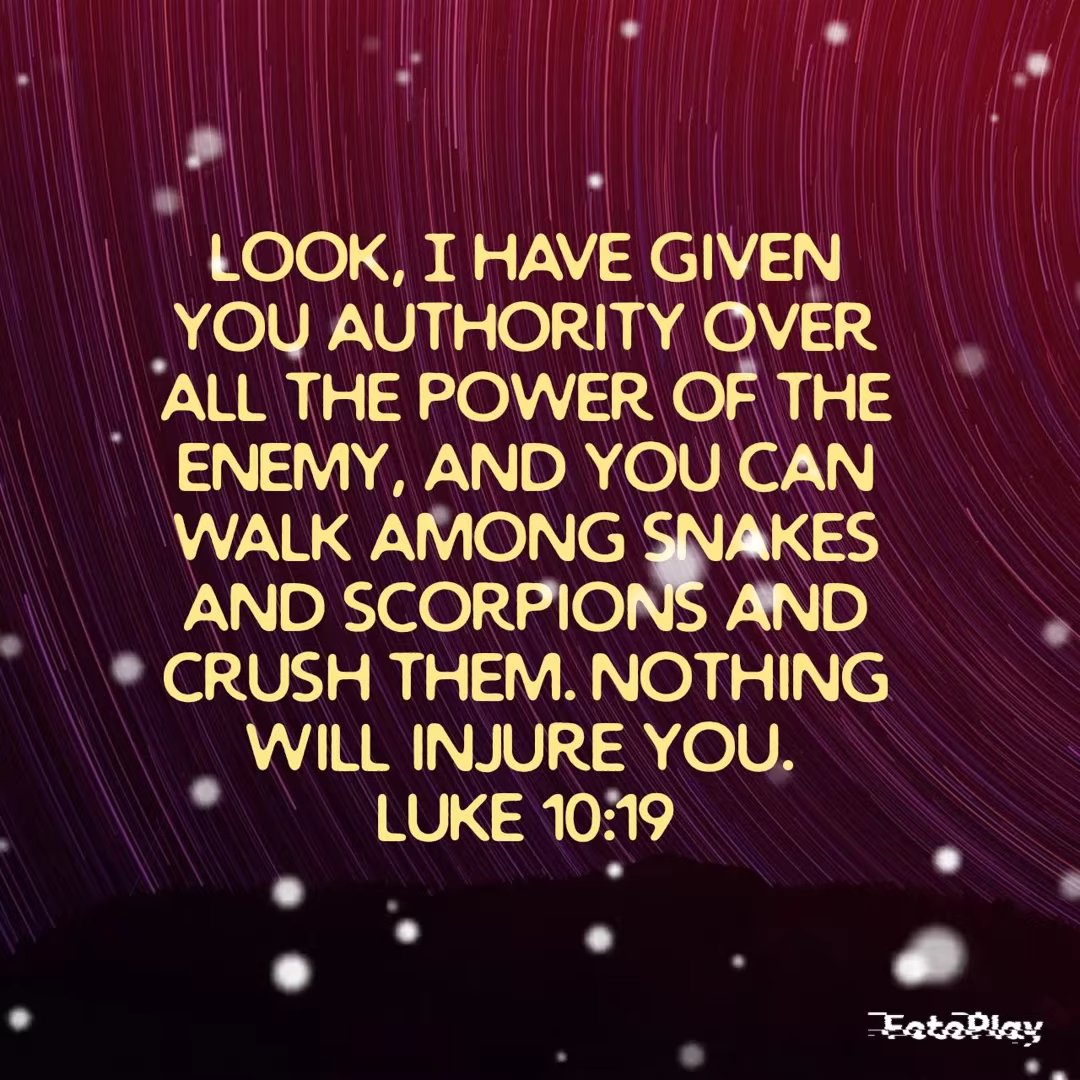 LOOK, I HAVE GIVEN
YOU AUTHORITY OVER
ALL THE POWER OF THE
ENEMY, AND YOU CAN
WALK AMONG SNAKES
AND SCORPIONS AND
CRUSH THEM. NOTHING
WILL INJURE YOU.
LUKE 10:19
FotoPlay